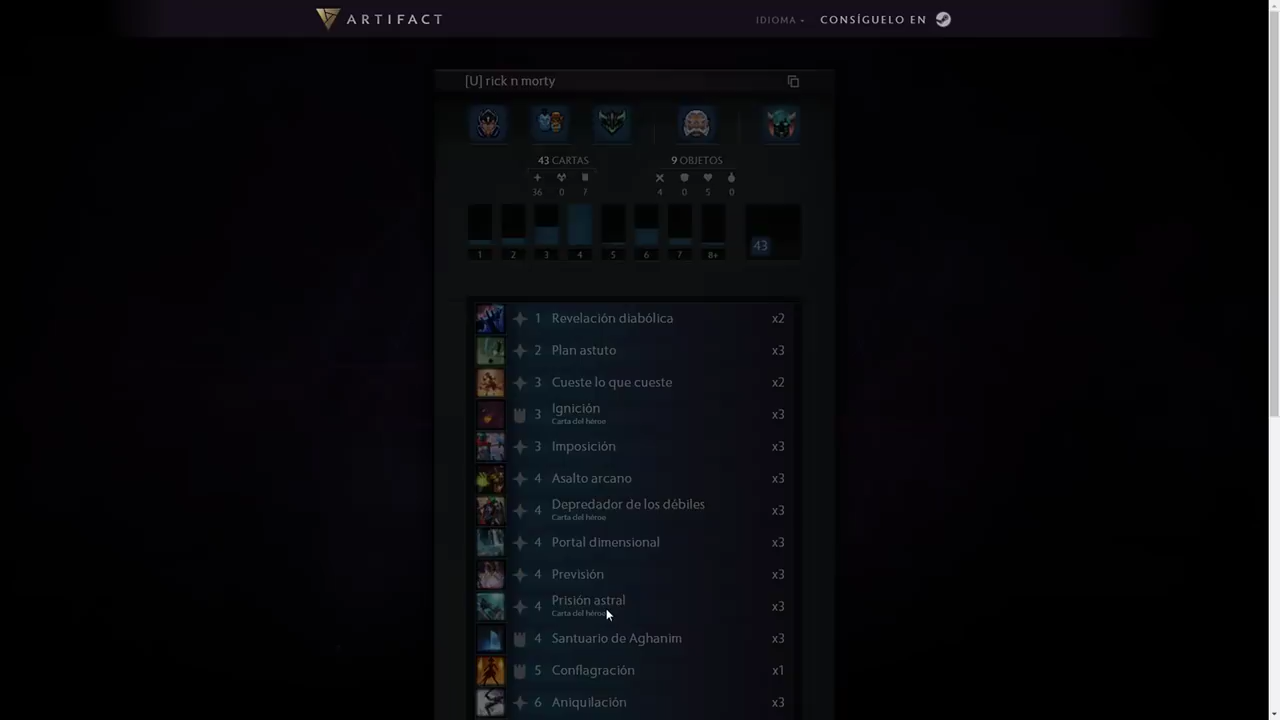 ARTIFACT
IDIOMA
CONSÍGUELO EN
[U] rick n morty
43 CARTAS
9 OBJETOS
36 0 7
4 0 5 0
1 2 3 4 5 6 7 8+
43
1 Revelación diabólica x2
2 Plan astuto x3
3 Cueste lo que cueste x2
3 Ignición x3
Carta del héroe
3 Imposición x3
4 Asalto arcano x3
4 Depredador de los débiles x3
Carta del héroe
4 Portal dimensional x3
4 Previsión x3
4 Prisión astral x3
Carta del héroe
4 Santuario de Aghanim x3
5 Conflagración x1
6 Aniquilación x3